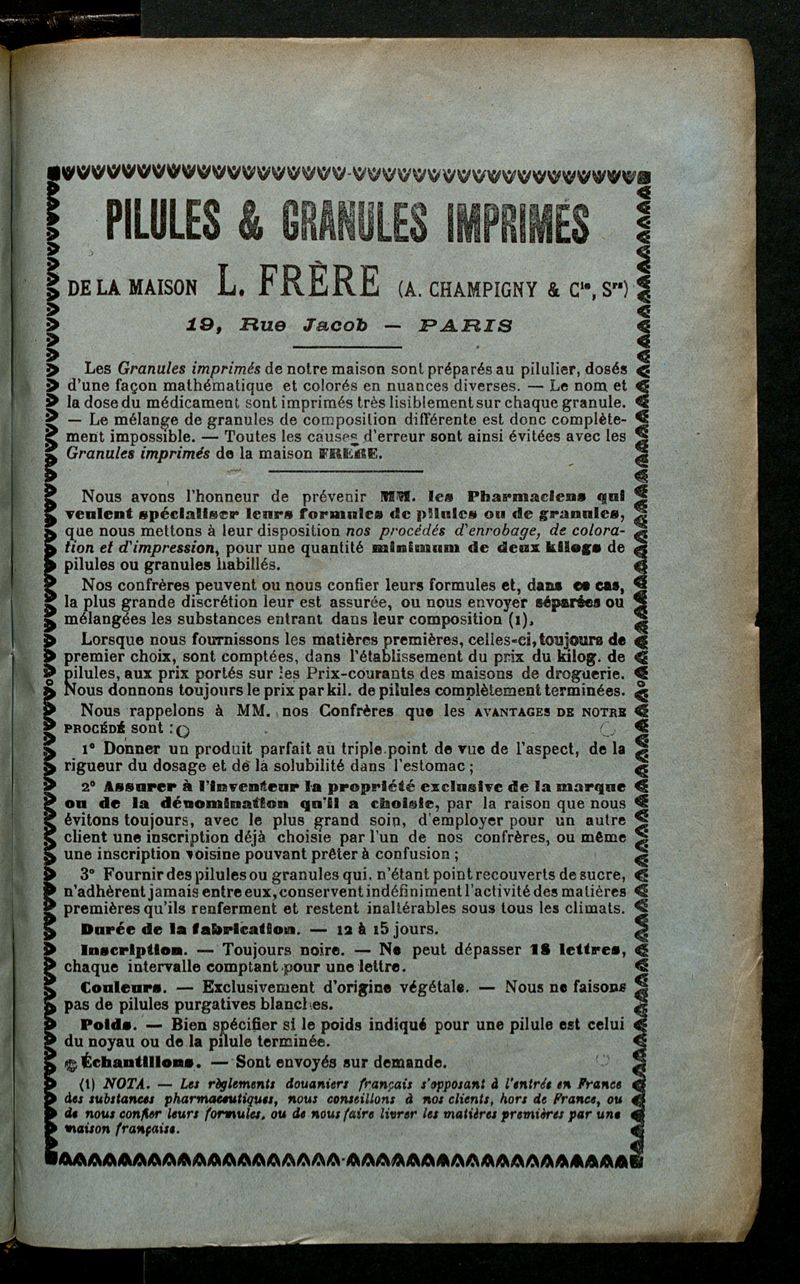 PILULES & GRANULES IMPRIMÉS
DE LA MAISON L. FRÈRE (A. CHAMPIGNY & Cie, Srs)
19, Rue Jacob — PARIS
Les Granules imprimés de notre maison sont préparés au pilulier, dosés
d'une façon mathématique et colorés en nuances diverses. — Le nom et
la dose du médicament sont imprimés très lisiblement sur chaque granule.
— Le mélange de granules de composition différente est donc complète-
ment impossible. — Toutes les causes d'erreur sont ainsi évitées avec les
Granules imprimés de la maison FRÈRE.
Nous avons l'honneur de prévenir MM. les Pharmaciens qui
veulent spécialiser leurs formules de pilules ou de granules,
que nous mettons à leur disposition nos procédés d'enrobage, de colora-
tion et d'impression, pour une quantité minimum de deux kilogs de
pilules ou granules habillés.
Nos confrères peuvent ou nous confier leurs formules et, dans ce cas,
la plus grande discrétion leur est assurée, ou nous envoyer séparées ou
mélangées les substances entrant dans leur composition (1),
Lorsque nous fournissons les matières premières, celles-ci, toujours de
premier choix, sont comptées, dans l'établissement du prix du kilog. de
pilules, aux prix portés sur les Prix-courants des maisons de droguerie.
Nous donnons toujours le prix par kil. de pilules complètement terminées.
Nous rappelons à MM. nos Confrères que les AVANTAGES DE NOTRE
PROCÉDÉ sont :
1° Donner un produit parfait au triple point de vue de l'aspect, de la
rigueur du dosage et de la solubilité dans l'estomac ;
2° Assurer à l'inventeur la propriété exclusive de la marque
ou de la dénomination qu'il a choisie, par la raison que nous
évitons toujours, avec le plus grand soin, d'employer pour un autre
client une inscription déjà choisie par l'un de nos confrères, ou même
une inscription voisine pouvant prêter à confusion ;
3° Fournir des pilules ou granules qui, n'étant point recouverts de sucre,
n'adhèrent jamais entre eux, conservent indéfiniment l'activité des matières
premières qu'ils renferment et restent inaltérables sous tous les climats.
Durée de la fabrication. — 12 à 15 jours.
Inscription. — Toujours noire. — Ne peut dépasser 18 lettres,
chaque intervalle comptant pour une lettre.
Couleurs. — Exclusivement d'origine végétale. — Nous ne faisons
pas de pilules purgatives blanches.
Poids. — Bien spécifier si le poids indiqué pour une pilule est celui
du noyau ou de la pilule terminée.
Échantillons. — Sont envoyés sur demande.
(1) NOTA. — Les règlements douaniers français s'opposant à l'entrée en France
des substances pharmaceutiques, nous conseillons à nos clients, hors de France, ou
de nous confier leurs formules, ou de nous faire livrer les matières premières par une
maison française.